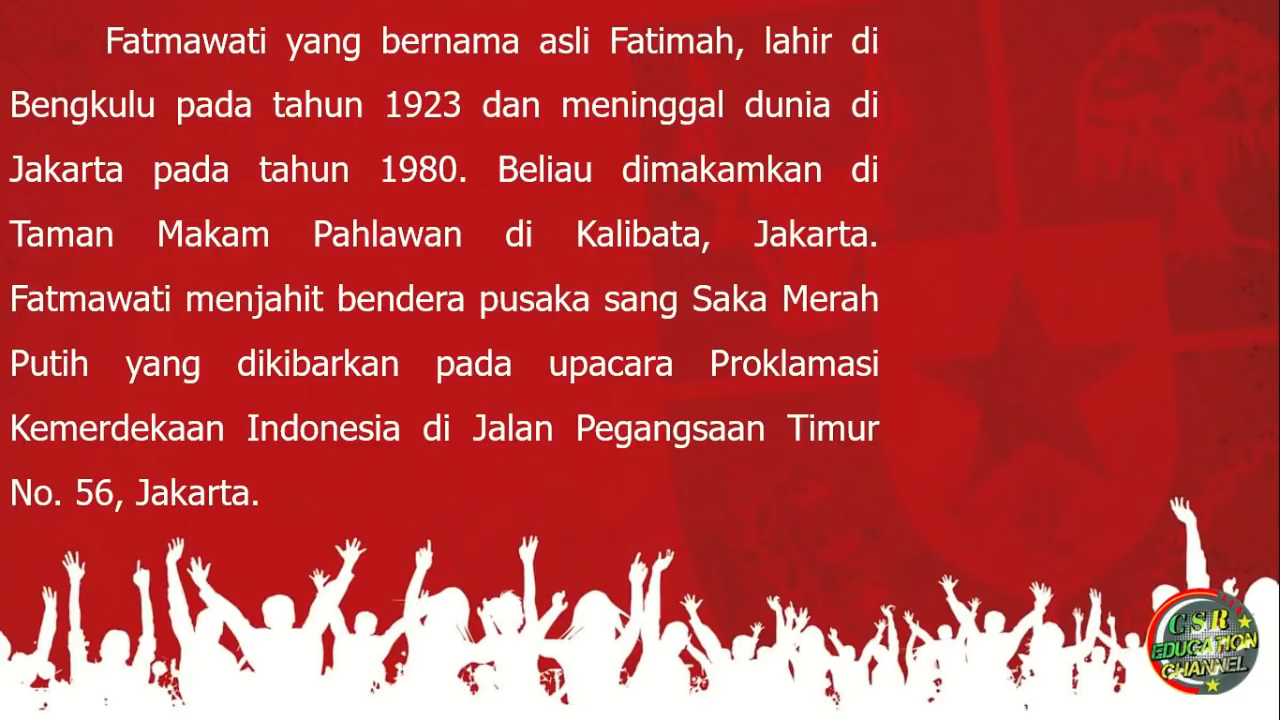 Fatmawati yang bernama asli Fatimah, lahir di
Bengkulu pada tahun 1923 dan meninggal dunia di
Jakarta pada tahun 1980. Beliau dimakamkan di
Taman Makam Pahlawan di Kalibata, Jakarta.
Fatmawati menjahit bendera pusaka sang Saka Merah
Putih yang dikibarkan pada upacara Proklamasi
Kemerdekaan Indonesia di Jalan Pegangsaan Timur
No. 56, Jakarta.
GSR
EDUCATION
CHANNEL